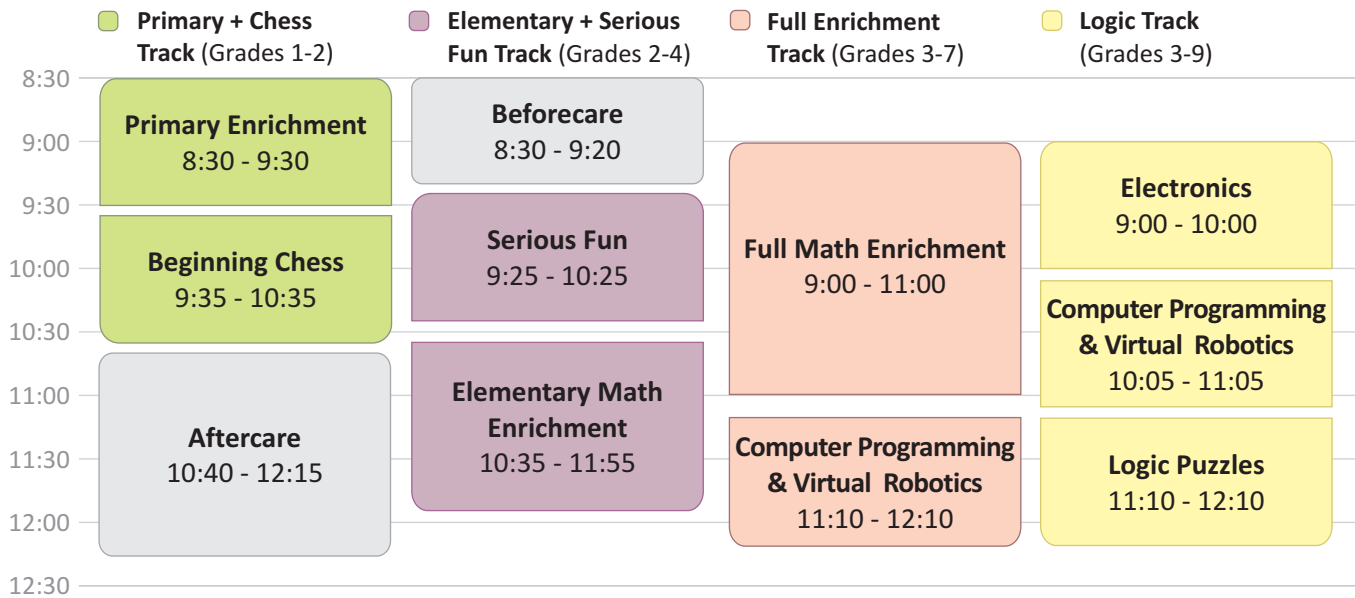 Primary + Chess
Track (Grades 1-2)
Elementary + Serious
Fun Track (Grades 2-4)
Full Enrichment
Track (Grades 3-7)
Logic Track
(Grades 3-9)
8:30
9:00
9:30
10:00
10:30
11:00
11:30
12:00
12:30
Primary Enrichment
8:30 - 9:30
Beginning Chess
9:35 - 10:35
Aftercare
10:40 - 12:15
Beforecare
8:30 - 9:20
Serious Fun
9:25 - 10:25
Elementary Math
Enrichment
10:35 - 11:55
Full Math Enrichment
9:00 - 11:00
Computer Programming
& Virtual Robotics
11:10 - 12:10
Electronics
9:00 - 10:00
Computer Programming
& Virtual Robotics
10:05 - 11:05
Logic Puzzles
11:10 - 12:10